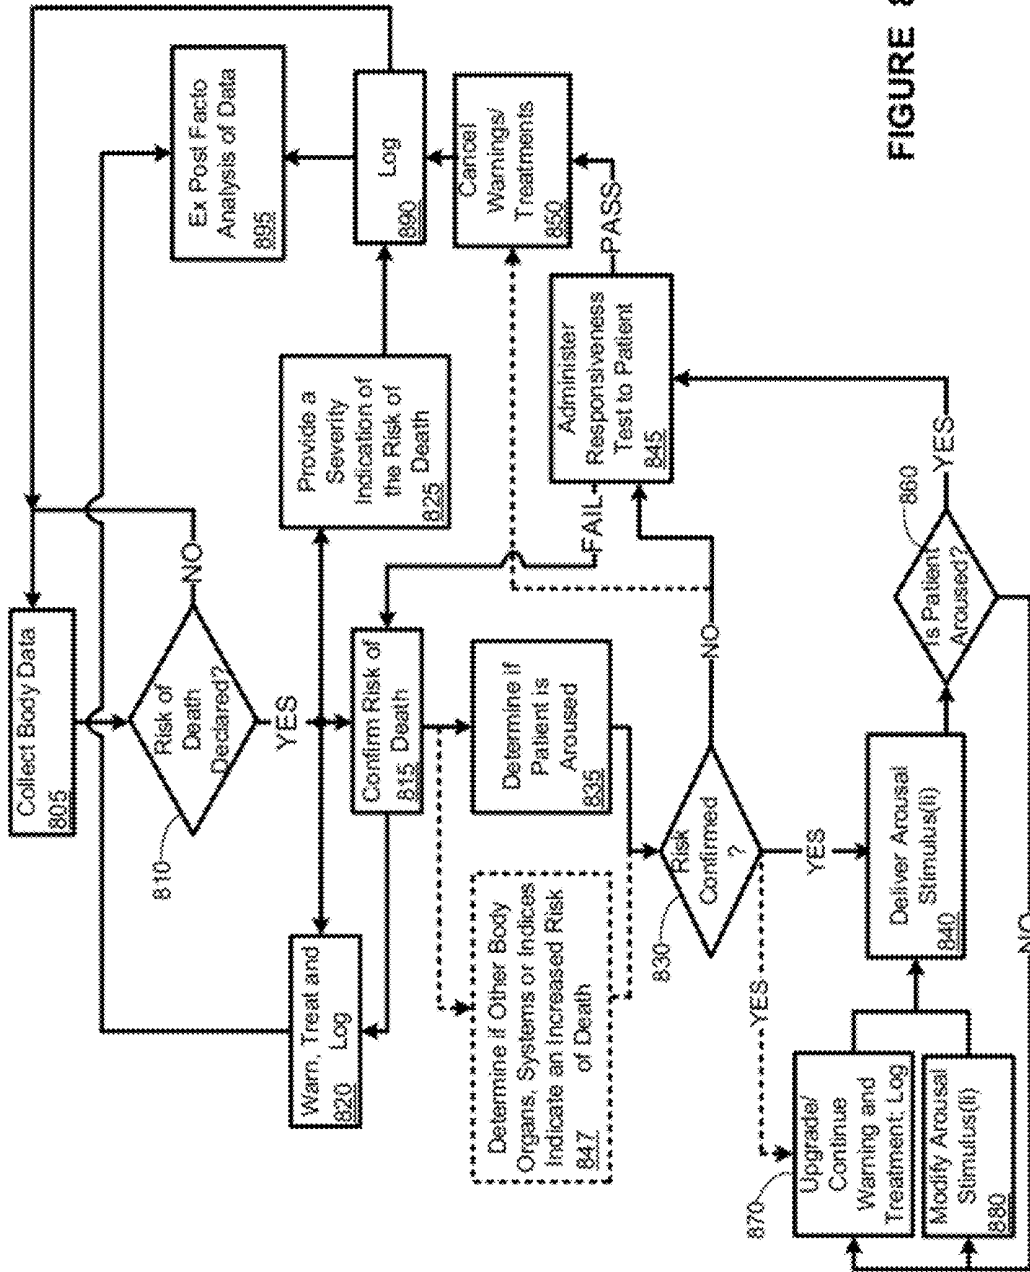 Collect Body Data
805
Risk of
Death
Declared?
810
NO
YES
Warn, Treat and
Log
820
Provide a
Severity
Indication of
the Risk of
Death
825
Log
890
Ex Post Facto
Analysis of Data
895
Confirm Risk of
815 Death
Determine if Other Body
Organs, Systems or Indices
Indicate an Increased Risk
847 of Death
Determine if
Patient is
Aroused
835
FAIL
Administer
Responsiveness
Test to Patient
845
PASS
Cancel
Warnings/
Treatments
850
Risk
Confirmed
?
830
NO
YES
YES
Upgrade/
Continue
Warning and
Treatment; Log
870
Modify Arousal
Stimulus(li)
880
Deliver Arousal
Stimulus(li)
840
Is Patient
Aroused?
860
YES
NO
FIGURE 8